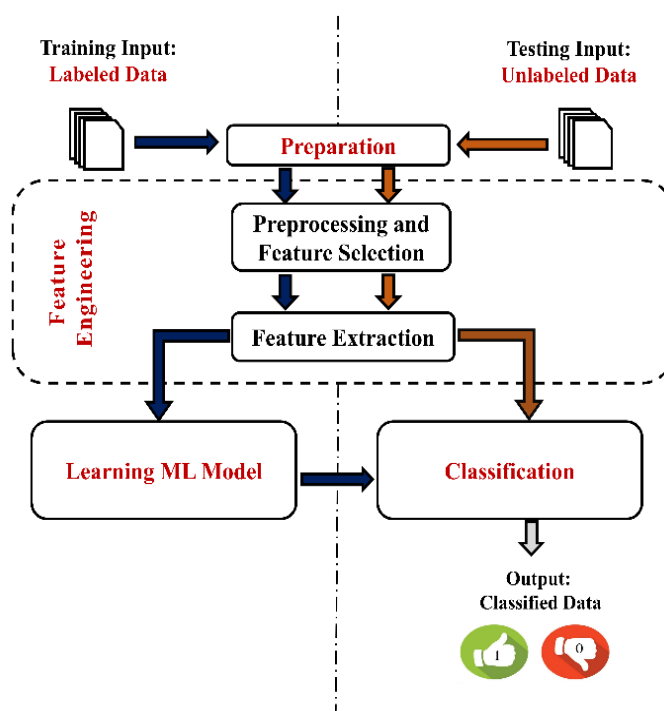 Training Input:
Labeled Data
Testing Input:
Unlabeled Data
Preparation
Feature
Engineering
Preprocessing and
Feature Selection
Feature Extraction
Learning ML Model
Classification
Output:
Classified Data
1
0